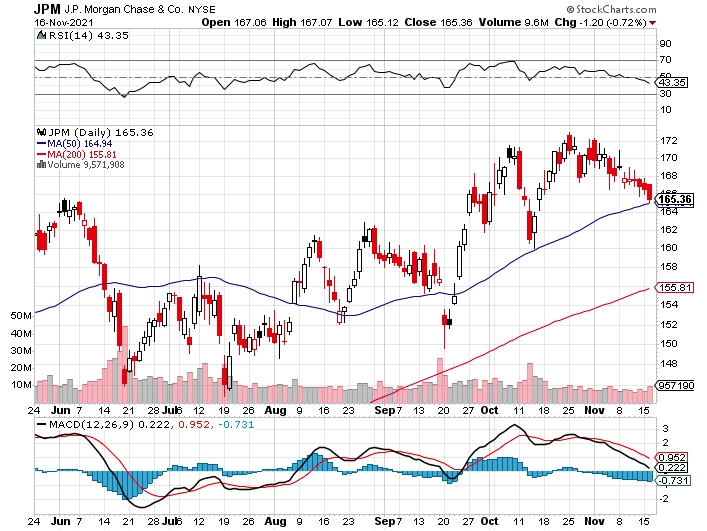 JPM J.P. Morgan Chase & Co. NYSE © StockCharts.com
16-Nov-2021 Open 167.06 High 167.07 Low 165.12 Close 165.36 Volume 9.6M Chg -1.20 (-0.72%)
RSI(14) 43.35
90
70
50
43.35
30
10
JPM (Daily) 165.36
MA(50) 164.94
MA(200) 155.81
Volume 9,571,908
172
170
168
166
165.36
164
162
160
158
155.81
154
152
150
148
957190
50M
40M
30M
20M
10M
24 Jun 7 14 21 28 Jul 6 12 19 26 Aug 9 16 23 Sep 7 13 20 27 Oct 11 18 25 Nov 8 15
MACD(12,26,9) 0.222, 0.952, -0.731
3
2
0.952
0.222
-0.731
-2
24 Jun 7 14 21 28 Jul 6 12 19 26 Aug 9 16 23 Sep 7 13 20 27 Oct 11 18 25 Nov 8 15